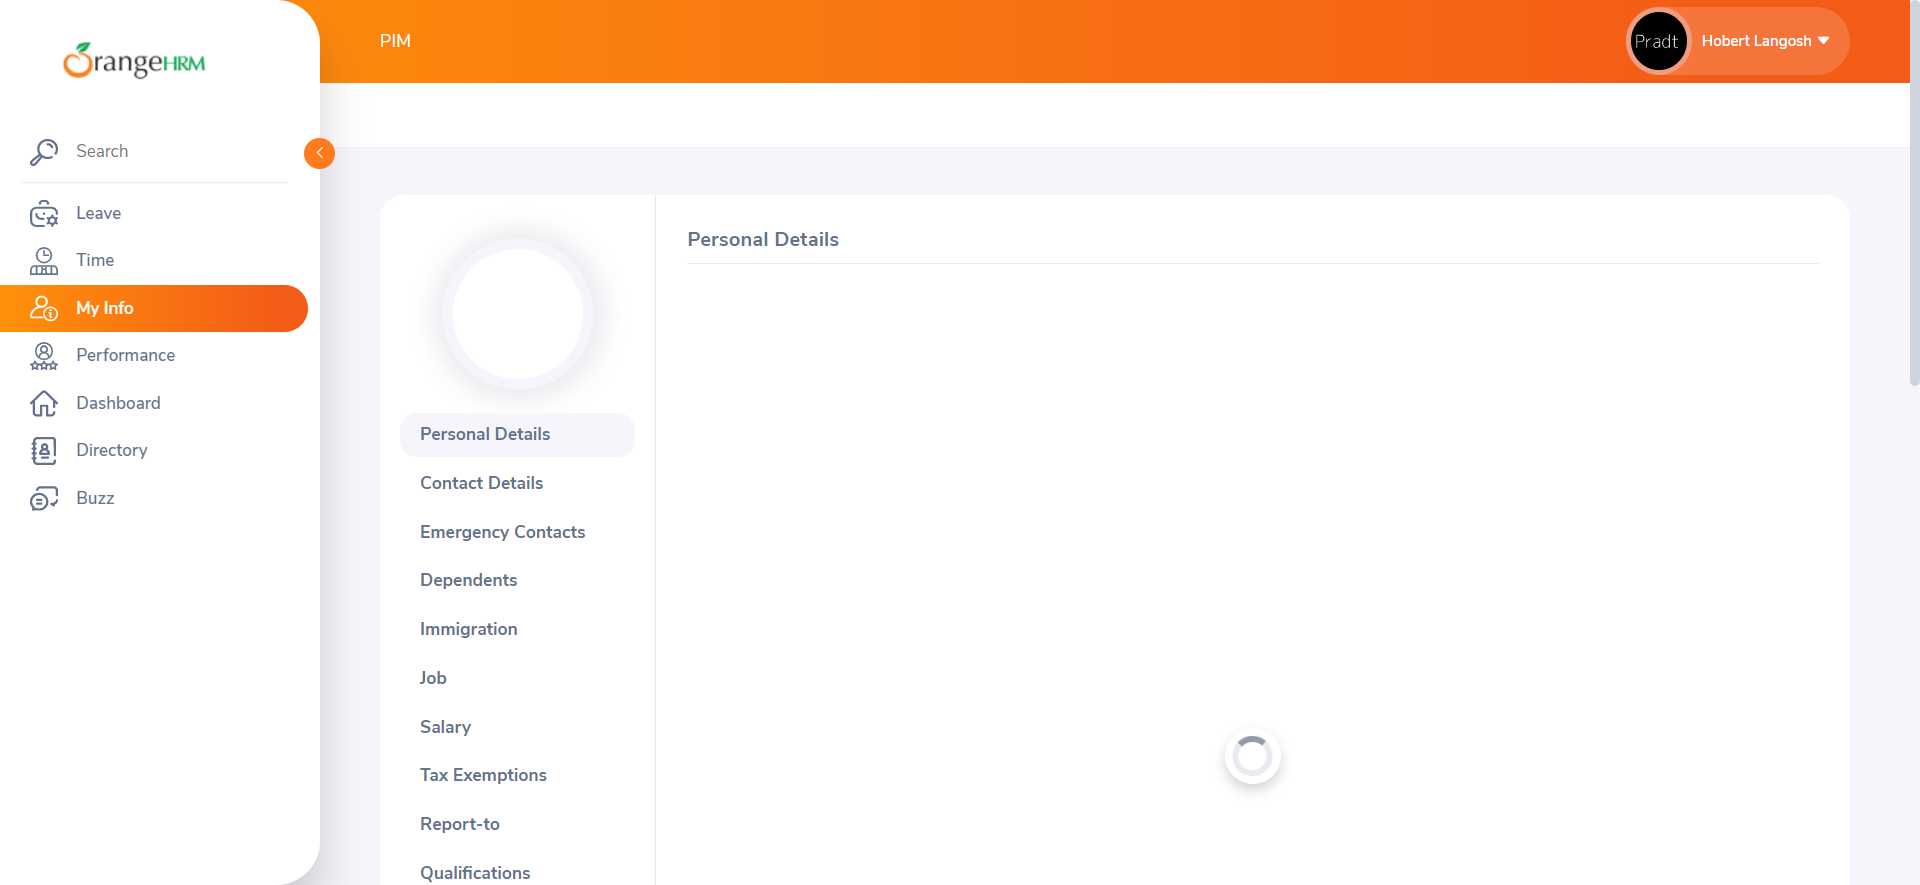 OrangeHRM
PIM
Pradt
Hobert Langosh
Search
Leave
Time
My Info
Performance
Dashboard
Directory
Buzz
Personal Details
Contact Details
Emergency Contacts
Dependents
Immigration
Job
Salary
Tax Exemptions
Report-to
Qualifications
Personal Details